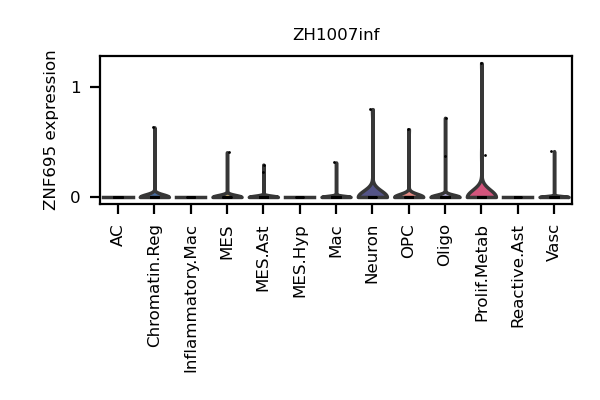 ZH1007inf
ZNF695 expression
1
0
AC
Chromatin.Reg
Inflammatory.Mac
MES
MES.Ast
MES.Hyp
Mac
Neuron
OPC
Oligo
Prolif.Metab
Reactive.Ast
Vasc